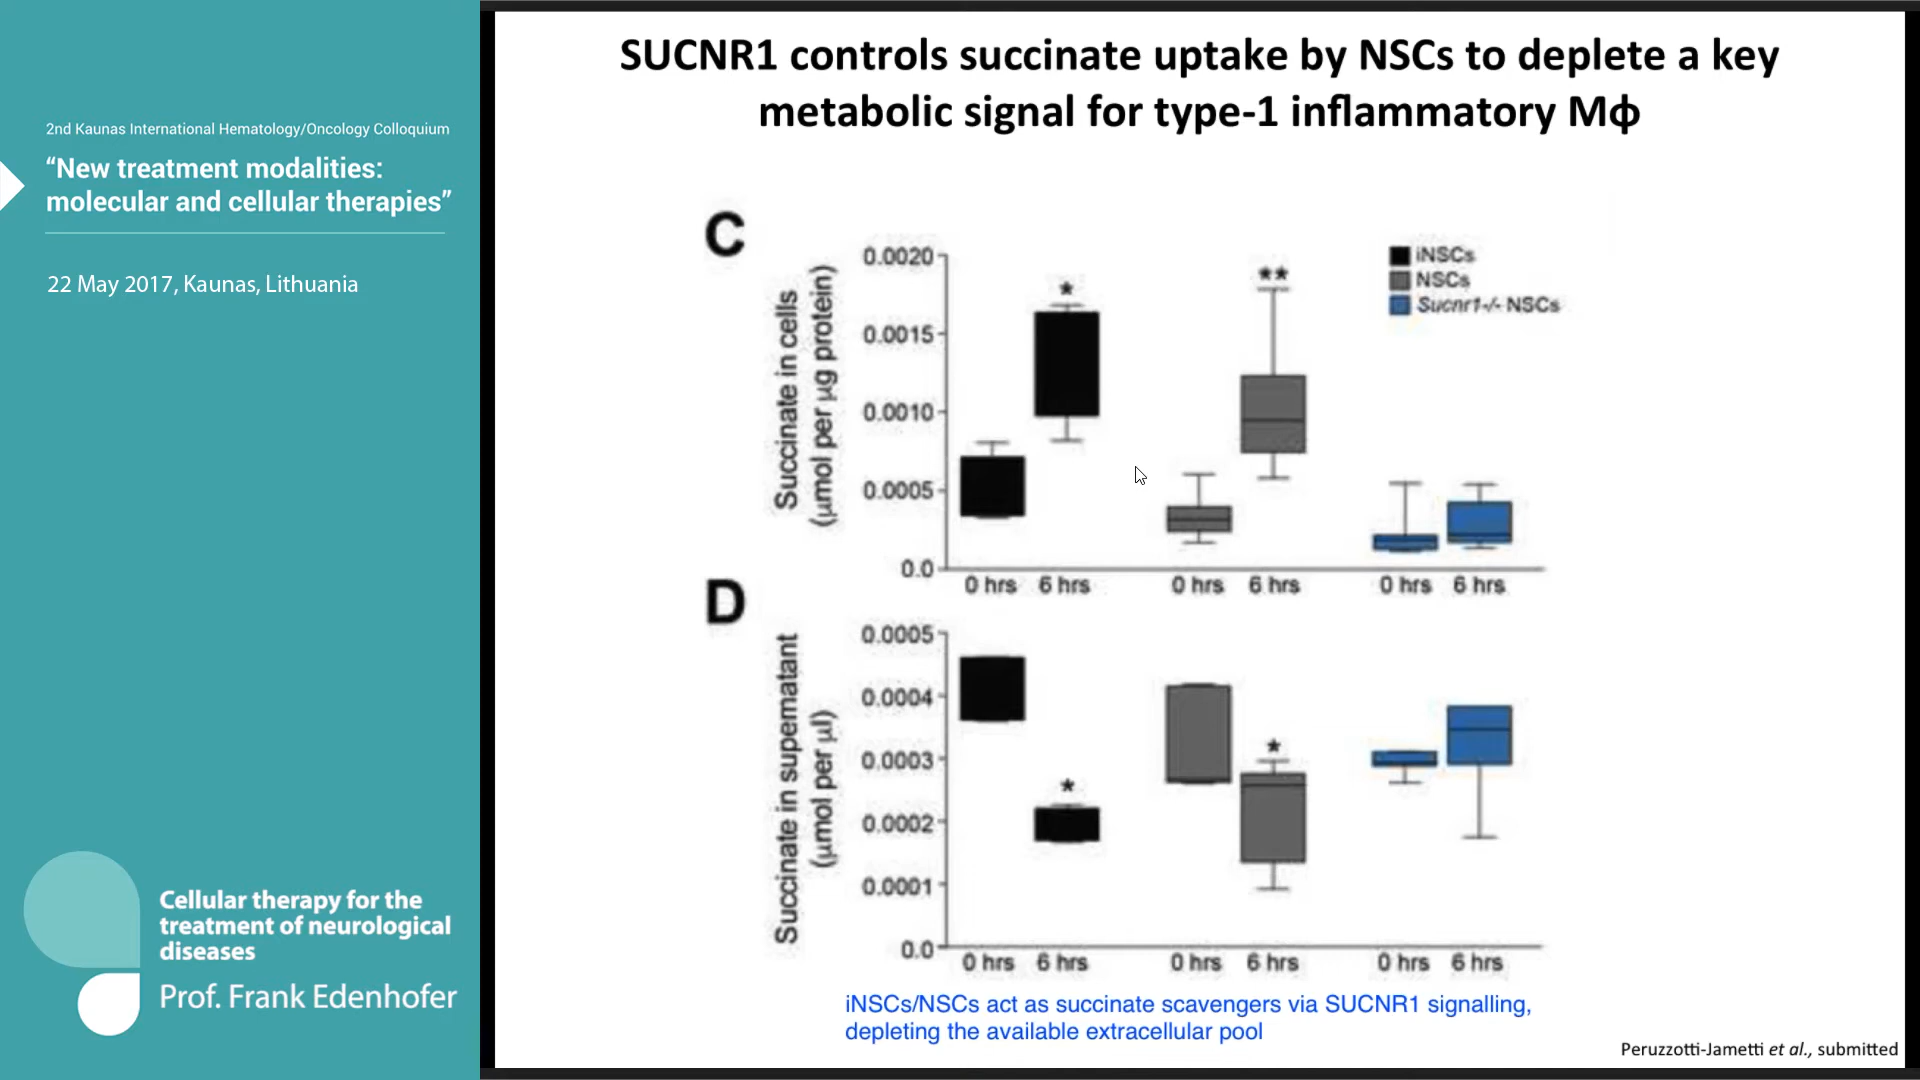 2nd Kaunas International Hematology/Oncology Colloquium
“New treatment modalities:
molecular and cellular therapies”
22 May 2017, Kaunas, Lithuania
Cellular therapy for the
treatment of neurological
diseases
Prof. Frank Edenhofer
SUCNR1 controls succinate uptake by NSCs to deplete a key
metabolic signal for type-1 inflammatory Mϕ
C
Succinate in cells
(µmol per µg protein)
0.0020
0.0015
0.0010
0.0005
0.0
*
**
iNSCs
NSCs
Sucnr1-/- NSCs
0 hrs 6 hrs 0 hrs 6 hrs 0 hrs 6 hrs
D
Succinate in supernatant
(µmol per µl)
0.0005
0.0004
0.0003
0.0002
0.0001
0.0
*
*
0 hrs 6 hrs 0 hrs 6 hrs 0 hrs 6 hrs
iNSCs/NSCs act as succinate scavengers via SUCNR1 signalling,
depleting the available extracellular pool
Peruzzotti-Jametti et al., submitted